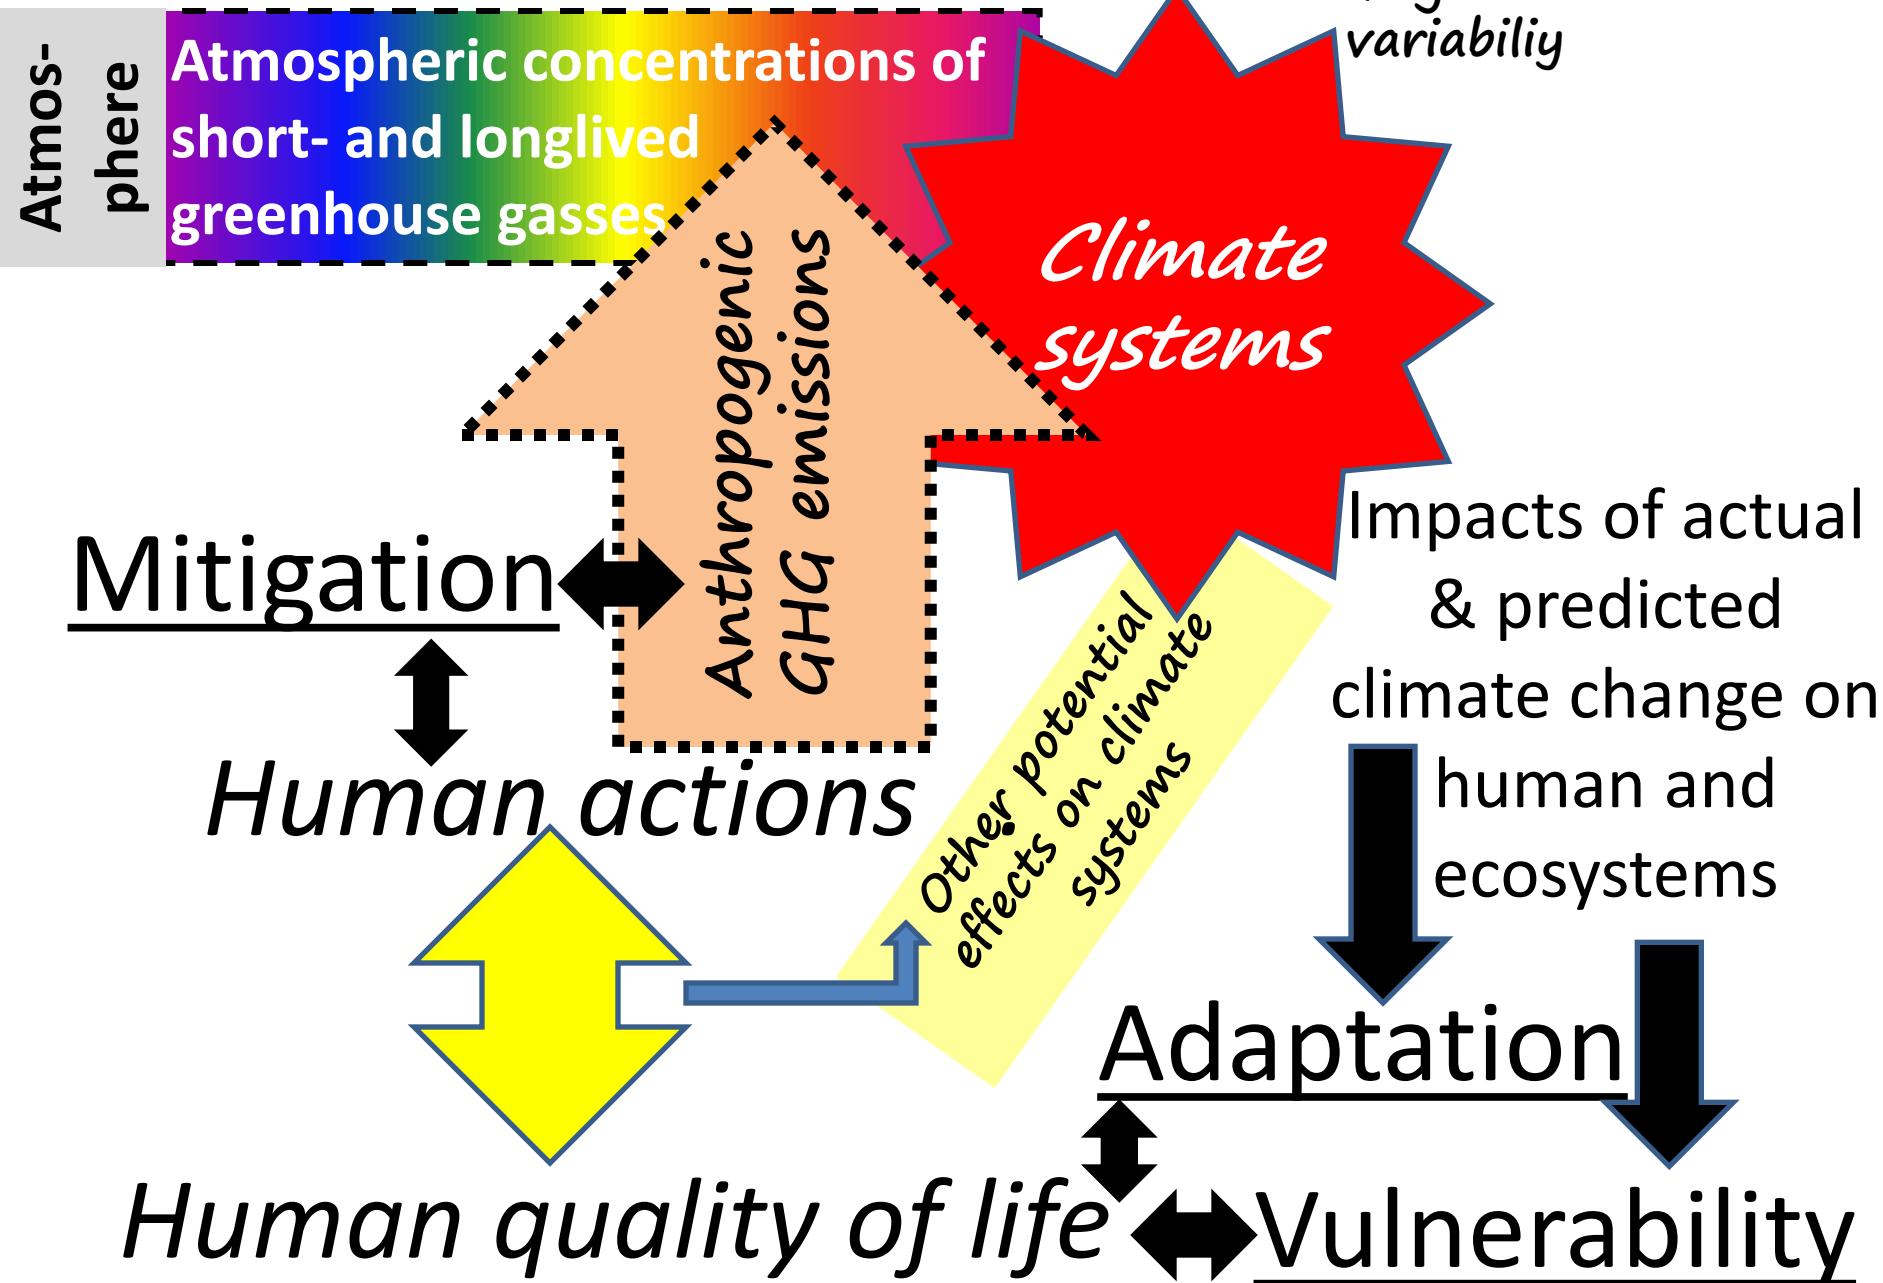 variabiliy
Atmos-
phere
Atmospheric concentrations of
short- and longlived
greenhouse gasses
Climate
systems
Anthropogenic
GHG emissions
Mitigation
Human actions
Other potential
effects on climate
systems
Impacts of actual
& predicted
climate change on
human and
ecosystems
Adaptation
Human quality of life
Vulnerability